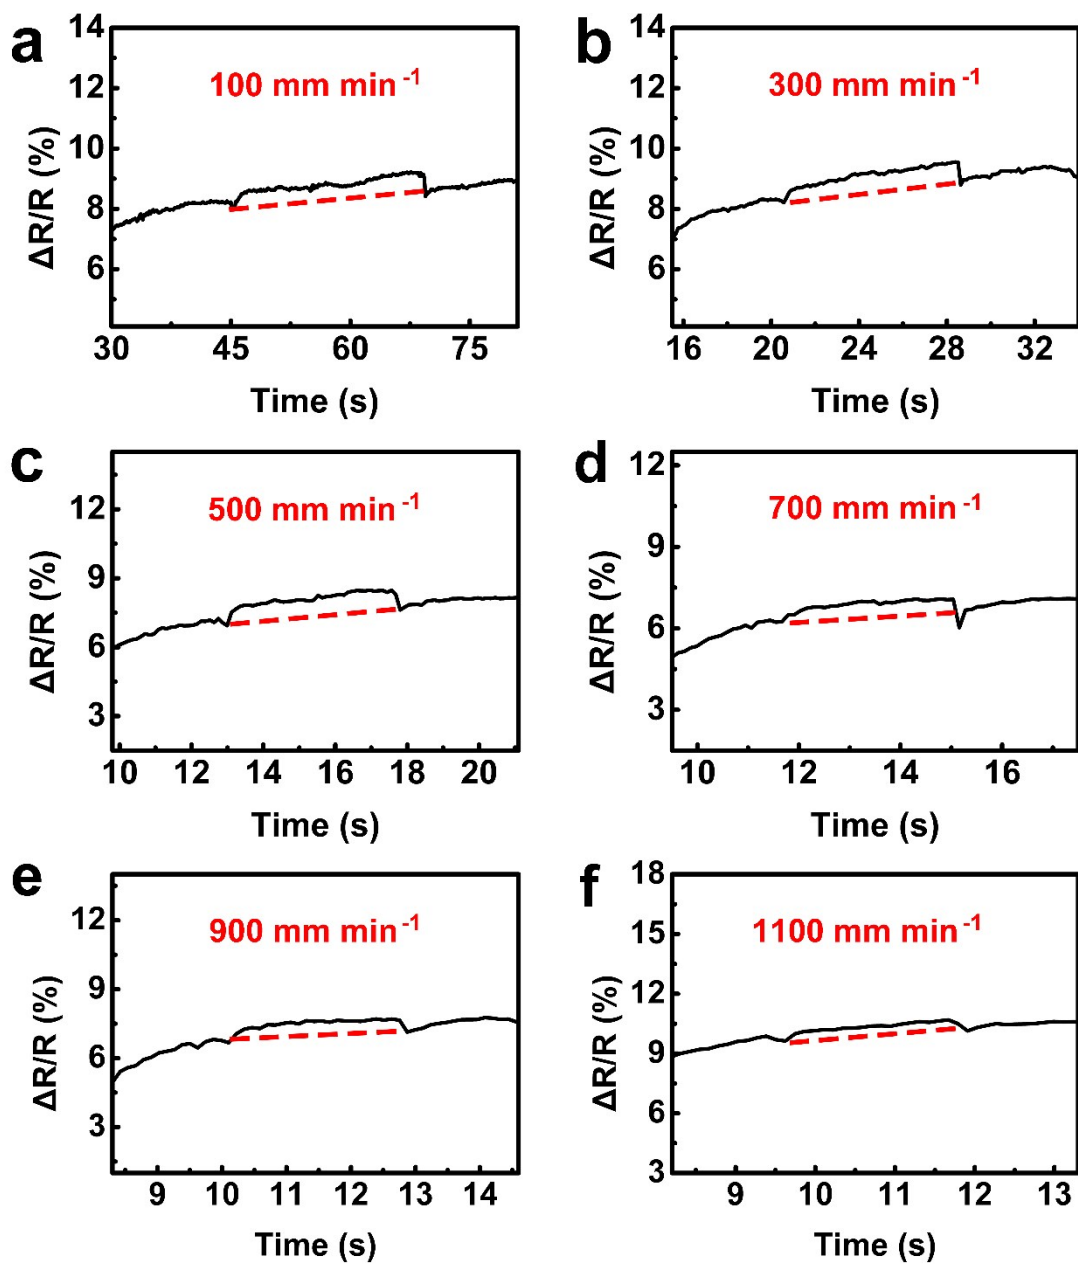 a
100 mm min⁻¹
ΔR/R (%)
14
12
10
8
6
30 45 60 75
Time (s)
b
300 mm min⁻¹
ΔR/R (%)
14
12
10
8
6
16 20 24 28 32
Time (s)
c
500 mm min⁻¹
ΔR/R (%)
12
9
6
3
10 12 14 16 18 20
Time (s)
d
700 mm min⁻¹
ΔR/R (%)
12
9
6
3
10 12 14 16
Time (s)
e
900 mm min⁻¹
ΔR/R (%)
12
9
6
3
9 10 11 12 13 14
Time (s)
f
1100 mm min⁻¹
ΔR/R (%)
18
15
12
9
6
3
9 10 11 12 13
Time (s)